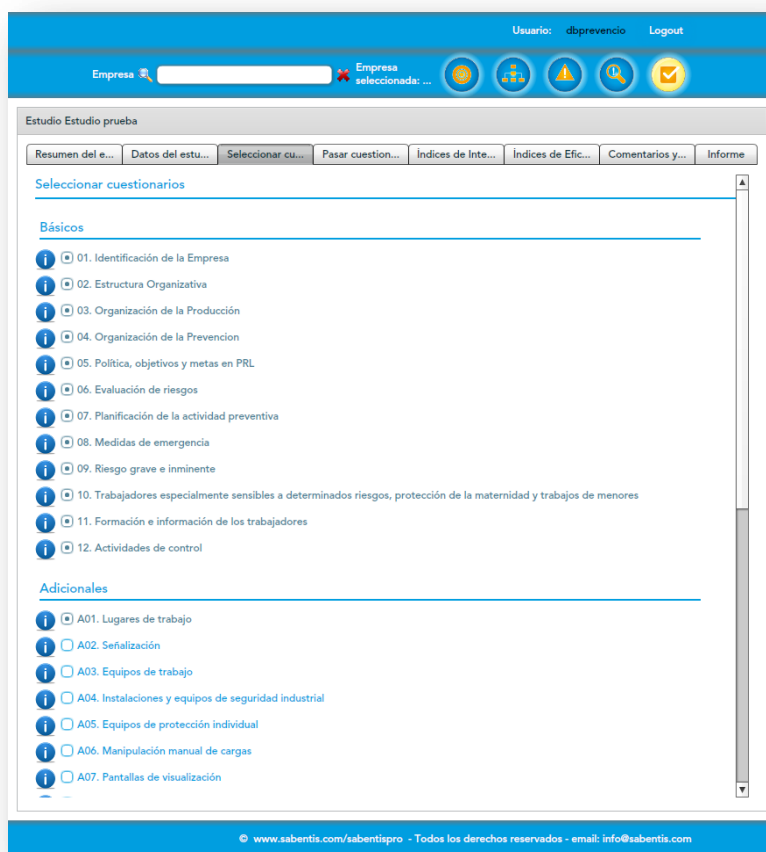 Usuario: dbprevencio Logout
Empresa Empresa seleccionada: ...
Estudio Estudio prueba
Resumen del e... Datos del estu... Seleccionar cu... Pasar cuestion... Índices de Inte... Índices de Efic... Comentarios y... Informe
Seleccionar cuestionarios
Básicos
01. Identificación de la Empresa
02. Estructura Organizativa
03. Organización de la Producción
04. Organización de la Prevencion
05. Política, objetivos y metas en PRL
06. Evaluación de riesgos
07. Planificación de la actividad preventiva
08. Medidas de emergencia
09. Riesgo grave e inminente
10. Trabajadores especialmente sensibles a determinados riesgos, protección de la maternidad y trabajos de menores
11. Formación e información de los trabajadores
12. Actividades de control
Adicionales
A01. Lugares de trabajo
A02. Señalización
A03. Equipos de trabajo
A04. Instalaciones y equipos de seguridad industrial
A05. Equipos de protección individual
A06. Manipulación manual de cargas
A07. Pantallas de visualización
© www.sabentis.com/sabentispro - Todos los derechos reservados - email: info@sabentis.com